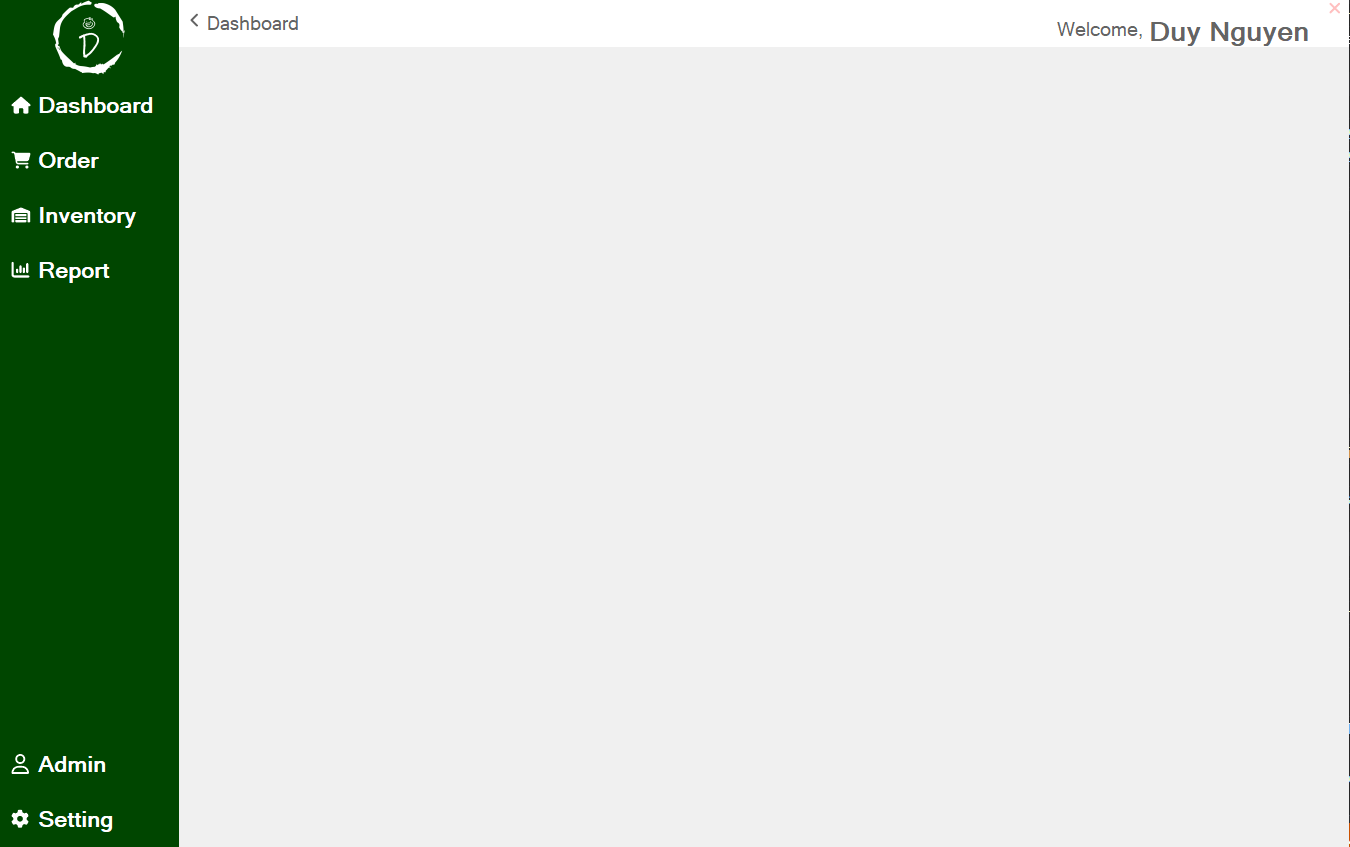 D
Dashboard
Welcome, Duy Nguyen
Dashboard
Order
Inventory
Report
Admin
Setting